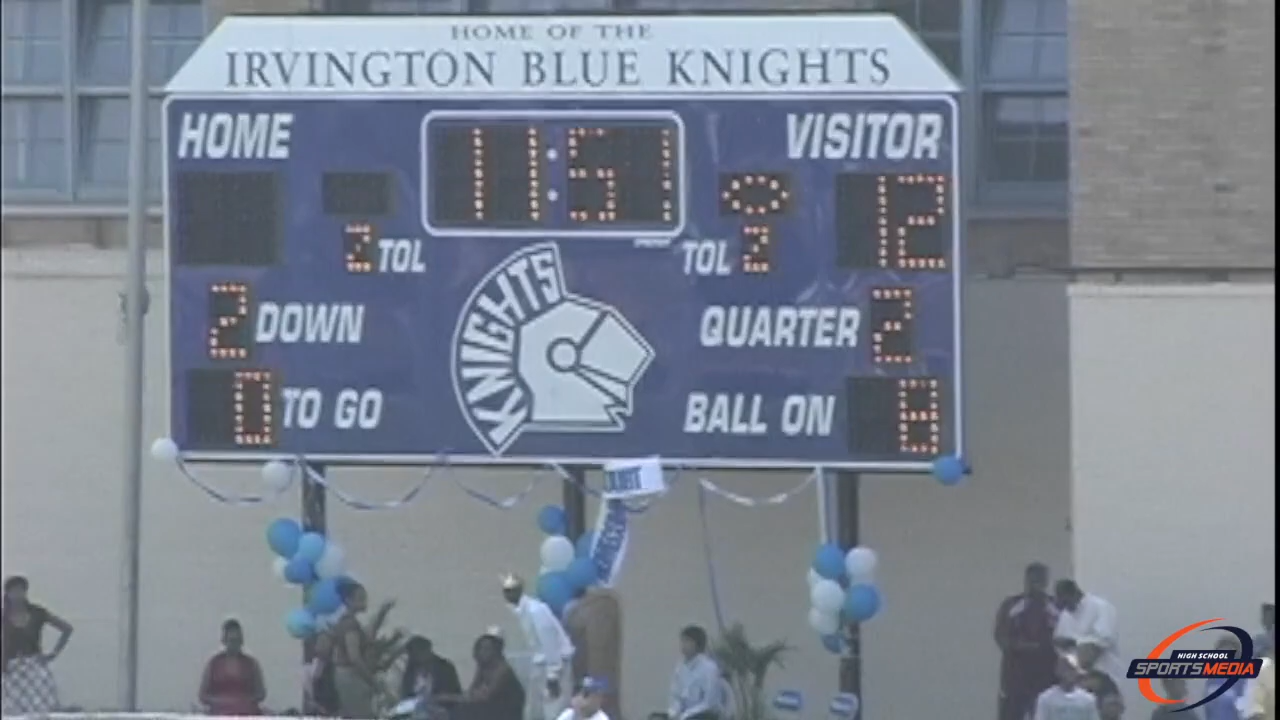 HOME OF THE
IRVINGTON BLUE KNIGHTS
HOME 11:51 VISITOR
12
2 TOL TOL 2
KNIGHTS
2 DOWN QUARTER 2
0 TO GO BALL ON 8
HIGH SCHOOL
SPORTSMEDIA